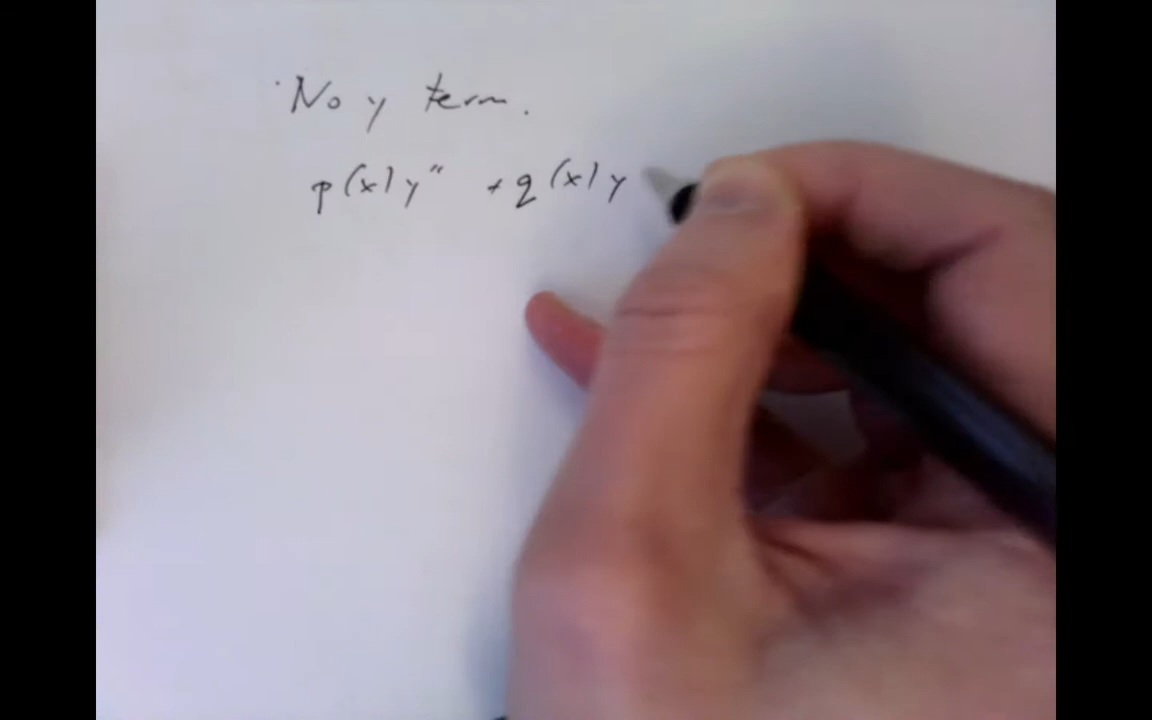 No y term.
p(x)y" + q(x)y